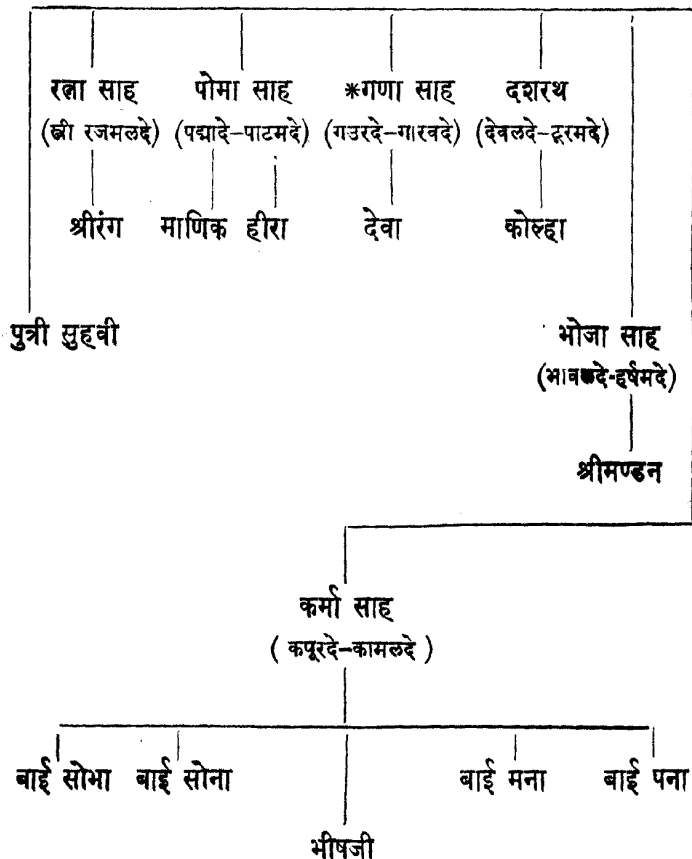 रत्ना साह पोमा साह *गणा साह दशरथ
(स्त्री रजमलदे) (पद्मादे-पाटमदे) (गउरदे-गारवदे) (देवलदे-टूरमदे)
श्रीरंग माणिक हीरा देवा कोल्हा
पुत्री सुहवी भोजा साह
(भावलदे-हर्षमदे)
श्रीमण्डन
कर्मा साह
( कपूरदे-कामलदे )
बाई सोभा बाई सोना बाई मना बाई पना
भीषजी